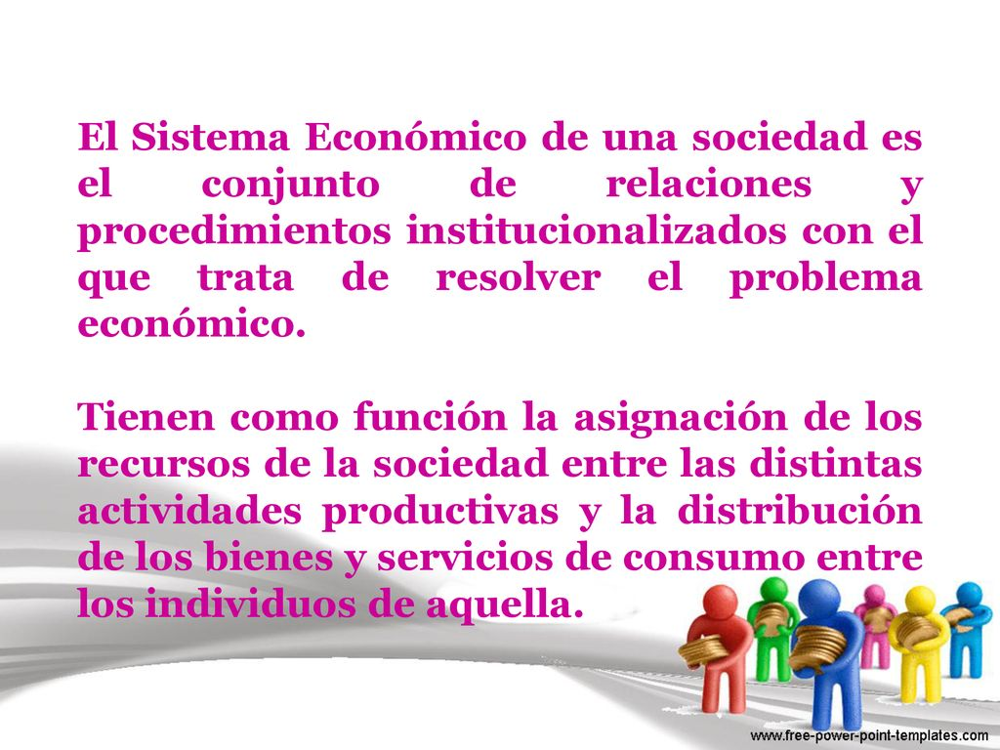 El Sistema Económico de una sociedad es
el conjunto de relaciones y
procedimientos institucionalizados con el
que trata de resolver el problema
económico.
Tienen como función la asignación de los
recursos de la sociedad entre las distintas
actividades productivas y la distribución
de los bienes y servicios de consumo entre
los individuos de aquella.
www.free-power-point-templates.com